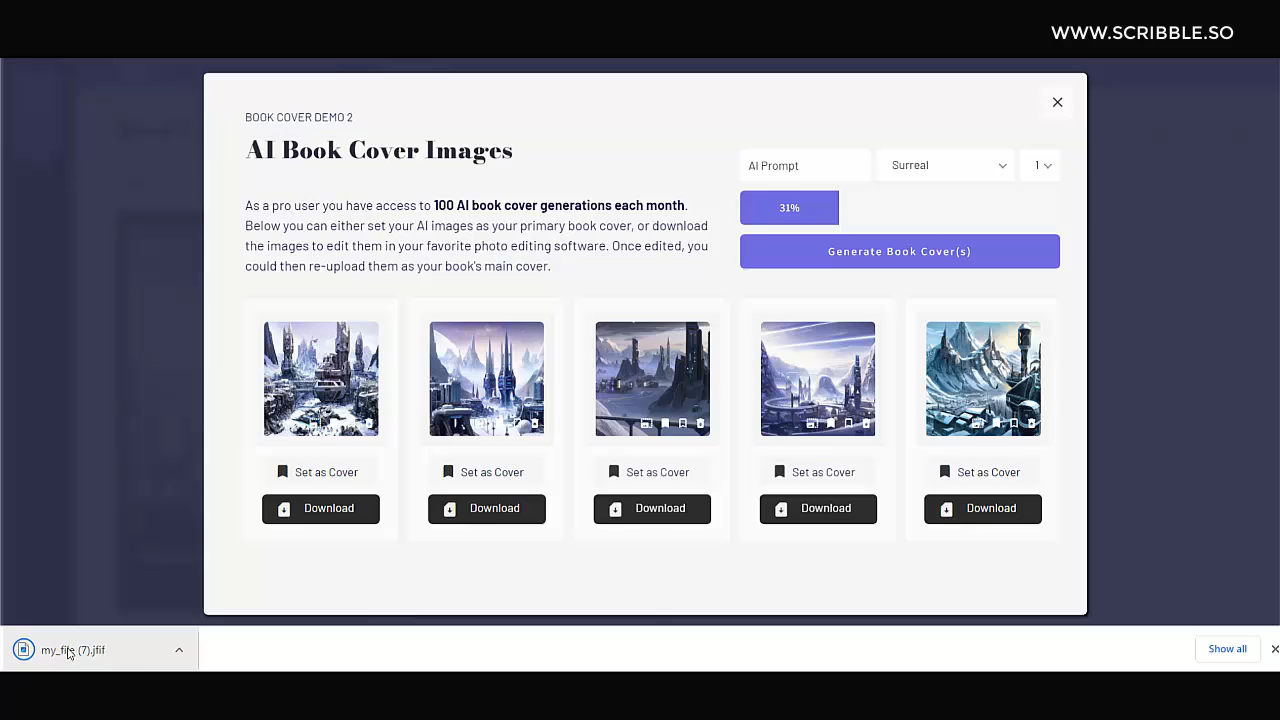 WWW.SCRIBBLE.SO
BOOK COVER DEMO 2
AI Book Cover Images
As a pro user you have access to 100 AI book cover generations each month.
Below you can either set your AI images as your primary book cover, or download
the images to edit them in your favorite photo editing software. Once edited, you
could then re-upload them as your book's main cover.
AI Prompt
Surreal
1
31%
Generate Book Cover(s)
Set as Cover
Set as Cover
Set as Cover
Set as Cover
Set as Cover
Download
Download
Download
Download
Download
my_file (7).jfif
Show all